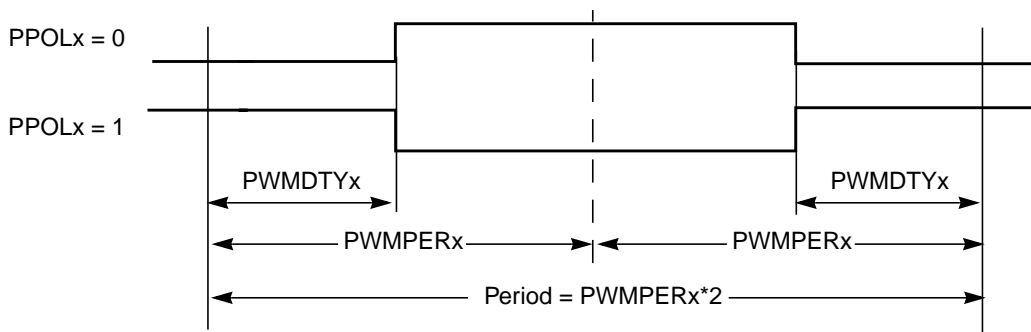 PPOLx = 0
PPOLx = 1
PWMDTYx
PWMDTYx
PWMPERx
PWMPERx
Period = PWMPERx*2